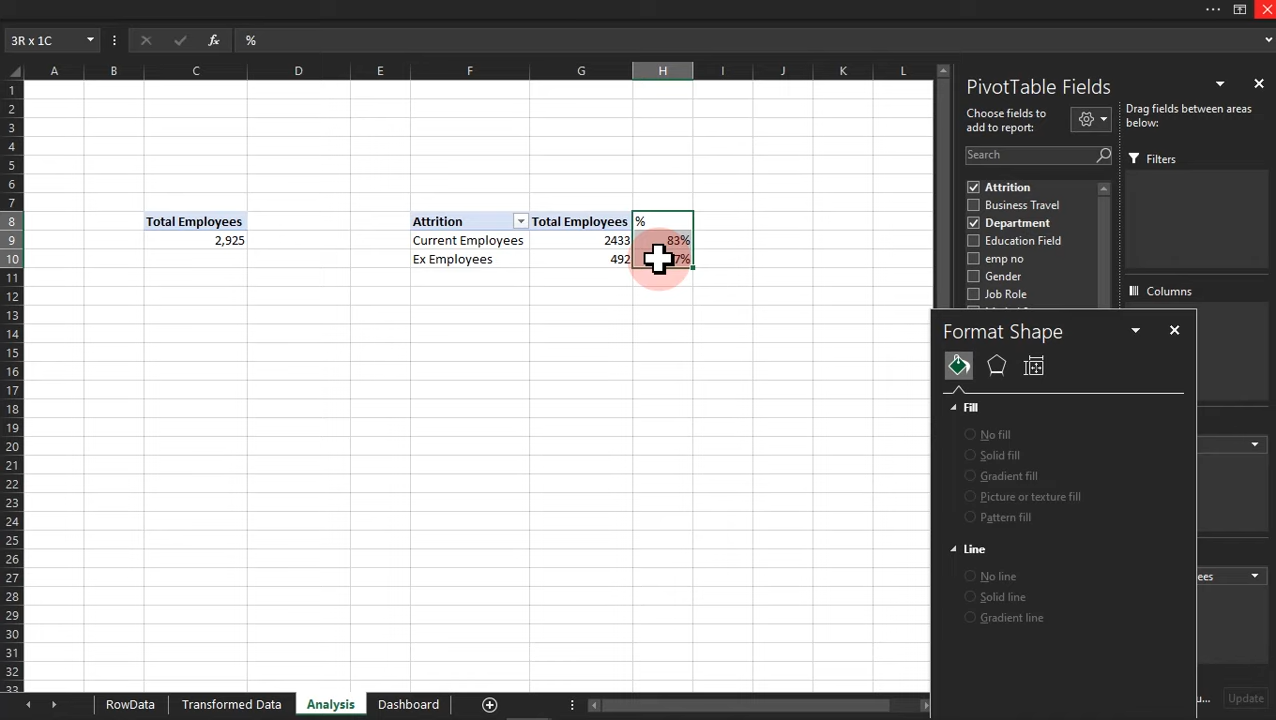 3R x 1C
fx
%
A B C D E F G H I J K L
1
2
3
4
5
6
7
8 Total Employees Attrition Total Employees %
9 2,925 Current Employees 2433 83%
10 Ex Employees 492 7%
11
12
13
14
15
16
17
18
19
20
21
22
23
24
25
26
27
28
29
30
31
32
33
RowData Transformed Data Analysis Dashboard
PivotTable Fields
Choose fields to
add to report:
Search
Attrition
Business Travel
Department
Education Field
emp no
Gender
Job Role
Drag fields between areas
below:
Filters
Columns
ees
Update
Format Shape
Fill
No fill
Solid fill
Gradient fill
Picture or texture fill
Pattern fill
Line
No line
Solid line
Gradient line